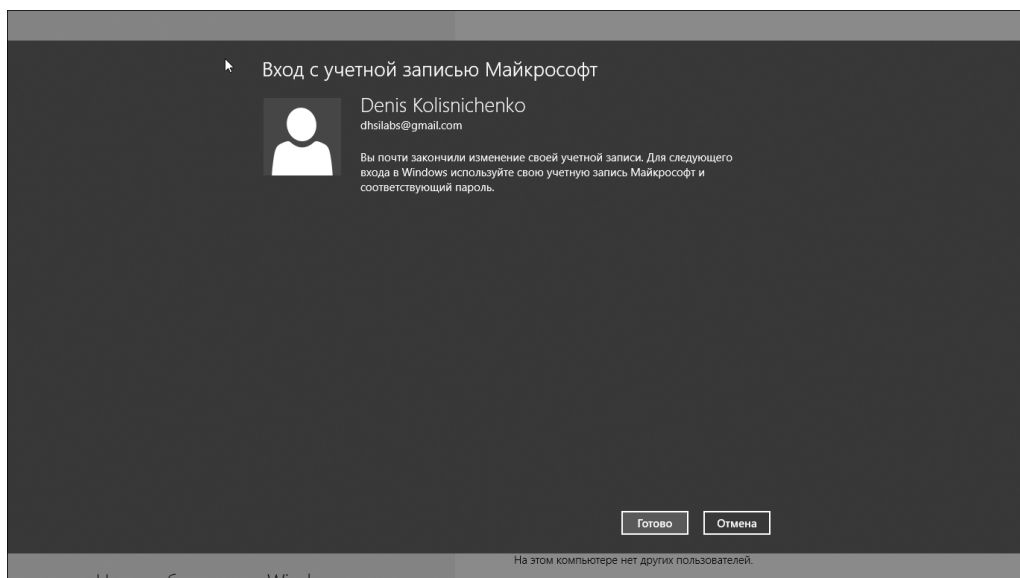 Вход с учетной записью Майкрософт
Denis Kolisnichenko
dhsilabs@gmail.com
Вы почти закончили изменение своей учетной записи. Для следующего
входа в Windows используйте свою учетную запись Майкрософт и
соответствующий пароль.
Готово
Отмена
На этом компьютере нет других пользователей.